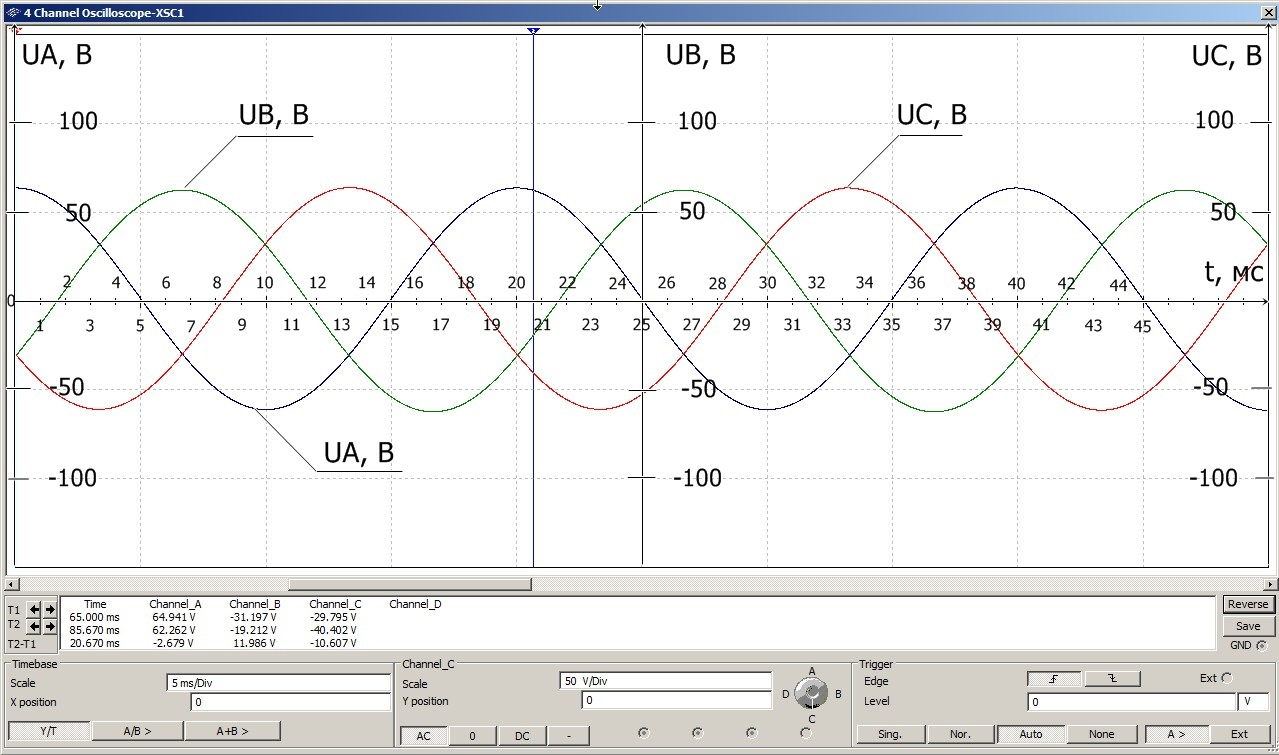 4 Channel Oscilloscope-XSC1
UA, В UB, В UC, В
100 UB, В 100 UC, В 100
50 50 50
t, мс
2 4 6 8 10 12 14 16 18 20 22 24 26 28 30 32 34 36 38 40 42 44
0
1 3 5 7 9 11 13 15 17 19 21 23 25 27 29 31 33 35 37 39 41 43 45
-50 -50 -50
UA, В
-100 -100 -100
Time Channel_A Channel_B Channel_C Channel_D
T1 65.000 ms 64.941 V -31.197 V -29.795 V
T2 85.670 ms 62.262 V -19.212 V -40.402 V
T2-T1 20.670 ms -2.679 V 11.986 V -10.607 V
Reverse
Save
GND
Timebase
Scale 5 ms/Div
X position 0
Y/T A/B > A+B >
Channel_C
Scale 50 V/Div
Y position 0
AC 0 DC -
A
D B
C
Trigger
Edge Ext
Level 0 V
Sing. Nor. Auto None A > Ext